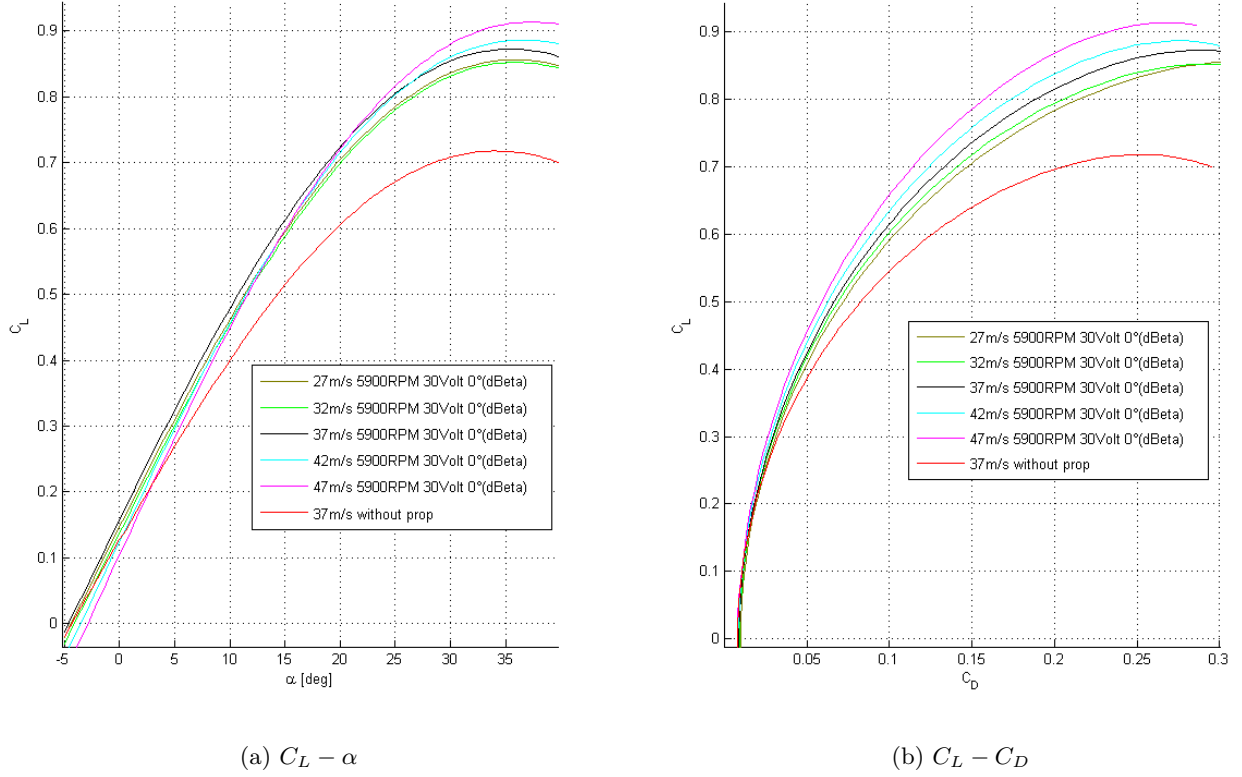 0.9
0.8
0.7
0.6
0.5
0.4
0.3
0.2
0.1
0
C_L
-5 0 5 10 15 20 25 30 35
α [deg]
27m/s 5900RPM 30Volt 0°(dBeta)
32m/s 5900RPM 30Volt 0°(dBeta)
37m/s 5900RPM 30Volt 0°(dBeta)
42m/s 5900RPM 30Volt 0°(dBeta)
47m/s 5900RPM 30Volt 0°(dBeta)
37m/s without prop
(a) C_L − α
0.9
0.8
0.7
0.6
0.5
0.4
0.3
0.2
0.1
0
C_L
0.05 0.1 0.15 0.2 0.25 0.3
C_D
27m/s 5900RPM 30Volt 0°(dBeta)
32m/s 5900RPM 30Volt 0°(dBeta)
37m/s 5900RPM 30Volt 0°(dBeta)
42m/s 5900RPM 30Volt 0°(dBeta)
47m/s 5900RPM 30Volt 0°(dBeta)
37m/s without prop
(b) C_L − C_D